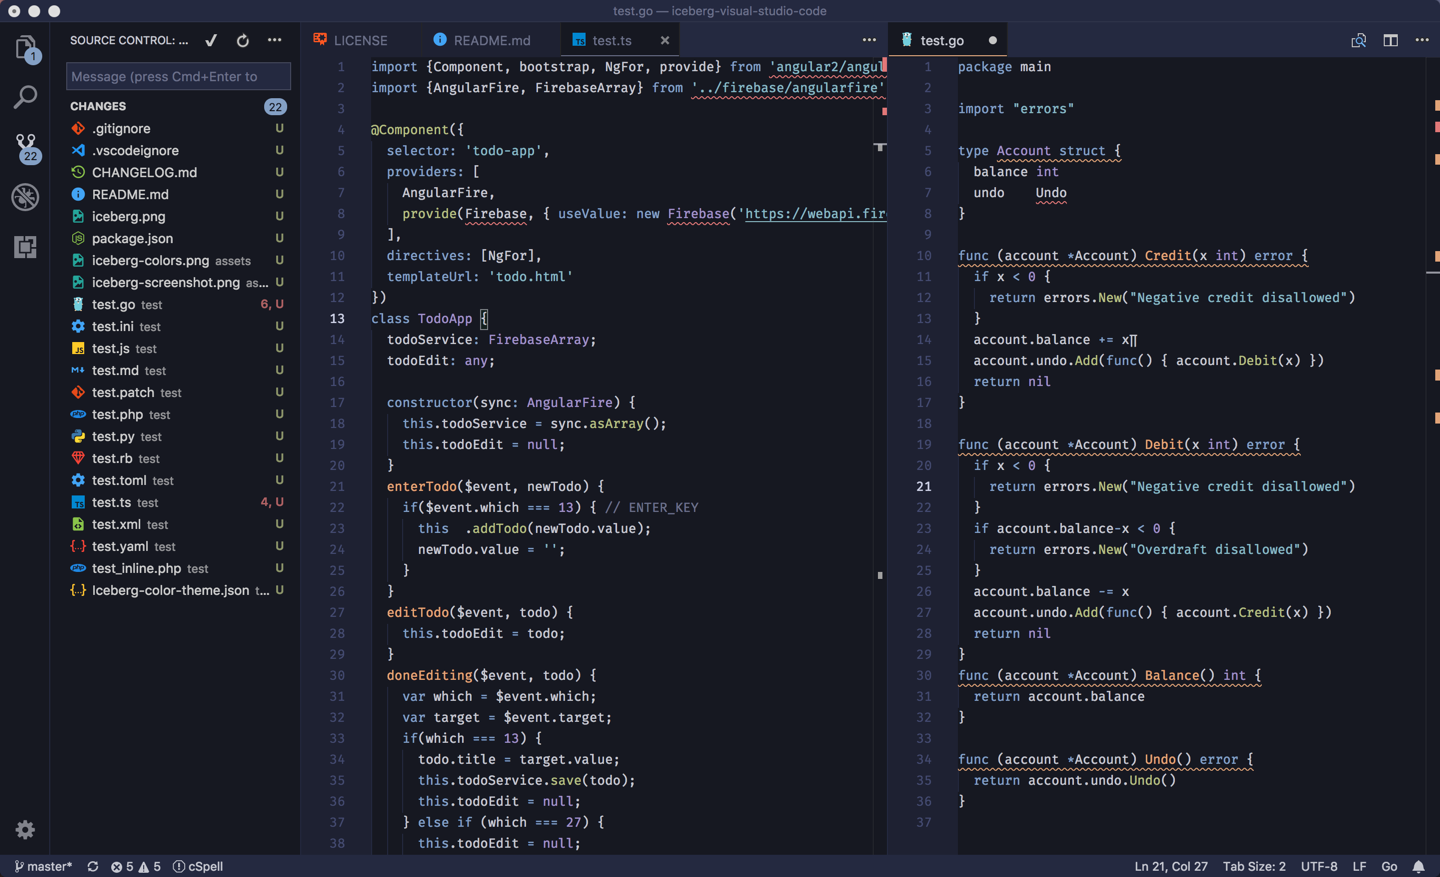 test.go — iceberg-visual-studio-code
SOURCE CONTROL: ...
1
22
Message (press Cmd+Enter to
CHANGES 22
.gitignore U
.vscodeignore U
CHANGELOG.md U
README.md U
iceberg.png U
package.json U
iceberg-colors.png assets U
iceberg-screenshot.png as... U
test.go test 6, U
test.ini test U
test.js test U
test.md test U
test.patch test U
test.php test U
test.py test U
test.rb test U
test.toml test U
test.ts test 4, U
test.xml test U
test.yaml test U
test_inline.php test U
Iceberg-color-theme.json t... U
LICENSE README.md test.ts
1 import {Component, bootstrap, NgFor, provide} from 'angular2/angul
2 import {AngularFire, FirebaseArray} from '../firebase/angularfire'
3
4 @Component({
5 selector: 'todo-app',
6 providers: [
7 AngularFire,
8 provide(Firebase, { useValue: new Firebase('https://webapi.fir
9 ],
10 directives: [NgFor],
11 templateUrl: 'todo.html'
12 })
13 class TodoApp {
14 todoService: FirebaseArray;
15 todoEdit: any;
16
17 constructor(sync: AngularFire) {
18 this.todoService = sync.asArray();
19 this.todoEdit = null;
20 }
21 enterTodo($event, newTodo) {
22 if($event.which === 13) { // ENTER_KEY
23 this  .addTodo(newTodo.value);
24 newTodo.value = '';
25 }
26 }
27 editTodo($event, todo) {
28 this.todoEdit = todo;
29 }
30 doneEditing($event, todo) {
31 var which = $event.which;
32 var target = $event.target;
33 if(which === 13) {
34 todo.title = target.value;
35 this.todoService.save(todo);
36 this.todoEdit = null;
37 } else if (which === 27) {
38 this.todoEdit = null;
test.go
1 package main
2
3 import "errors"
4
5 type Account struct {
6 balance int
7 undo    Undo
8 }
9
10 func (account *Account) Credit(x int) error {
11 if x < 0 {
12 return errors.New("Negative credit disallowed")
13 }
14 account.balance += x
15 account.undo.Add(func() { account.Debit(x) })
16 return nil
17 }
18
19 func (account *Account) Debit(x int) error {
20 if x < 0 {
21 return errors.New("Negative credit disallowed")
22 }
23 if account.balance-x < 0 {
24 return errors.New("Overdraft disallowed")
25 }
26 account.balance -= x
27 account.undo.Add(func() { account.Credit(x) })
28 return nil
29 }
30 func (account *Account) Balance() int {
31 return account.balance
32 }
33
34 func (account *Account) Undo() error {
35 return account.undo.Undo()
36 }
37
master* 5 5 cSpell Ln 21, Col 27 Tab Size: 2 UTF-8 LF Go